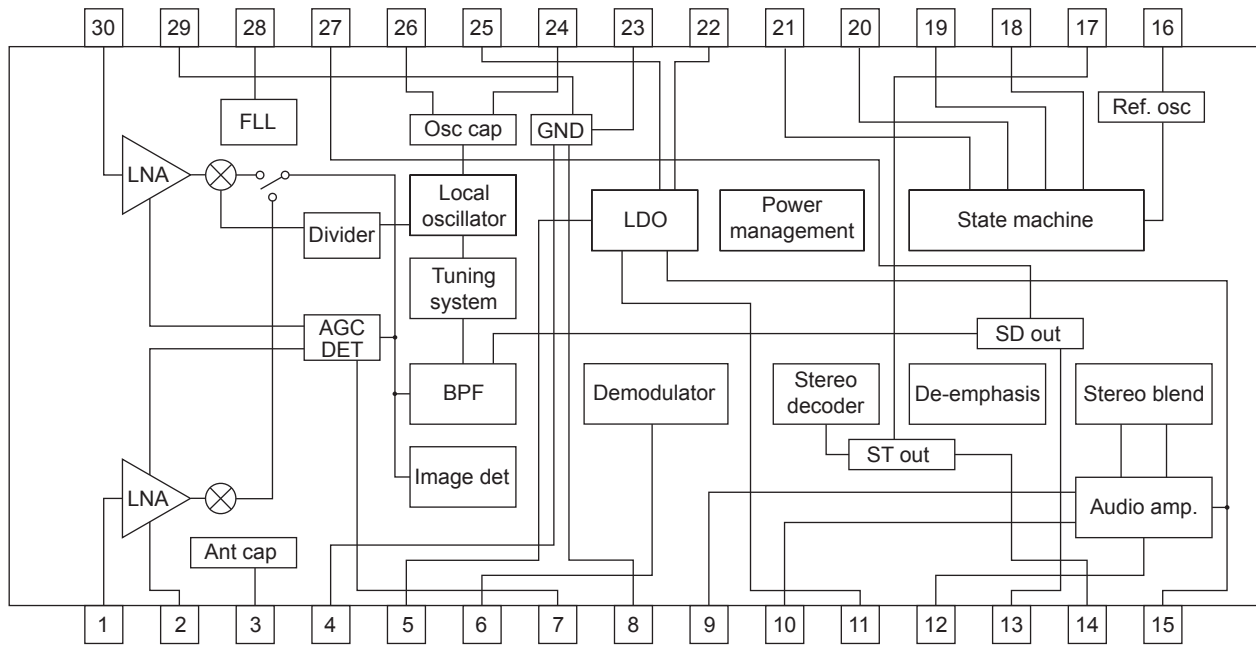 30 29 28 27 26 25 24 23 22 21 20 19 18 17 16
FLL
Osc cap
GND
Ref. osc
LNA
Local
oscillator
LDO
Power
management
State machine
Divider
Tuning
system
AGC
DET
SD out
BPF
Demodulator
Stereo
decoder
De-emphasis
Stereo blend
ST out
LNA
Image det
Audio amp.
Ant cap
1 2 3 4 5 6 7 8 9 10 11 12 13 14 15